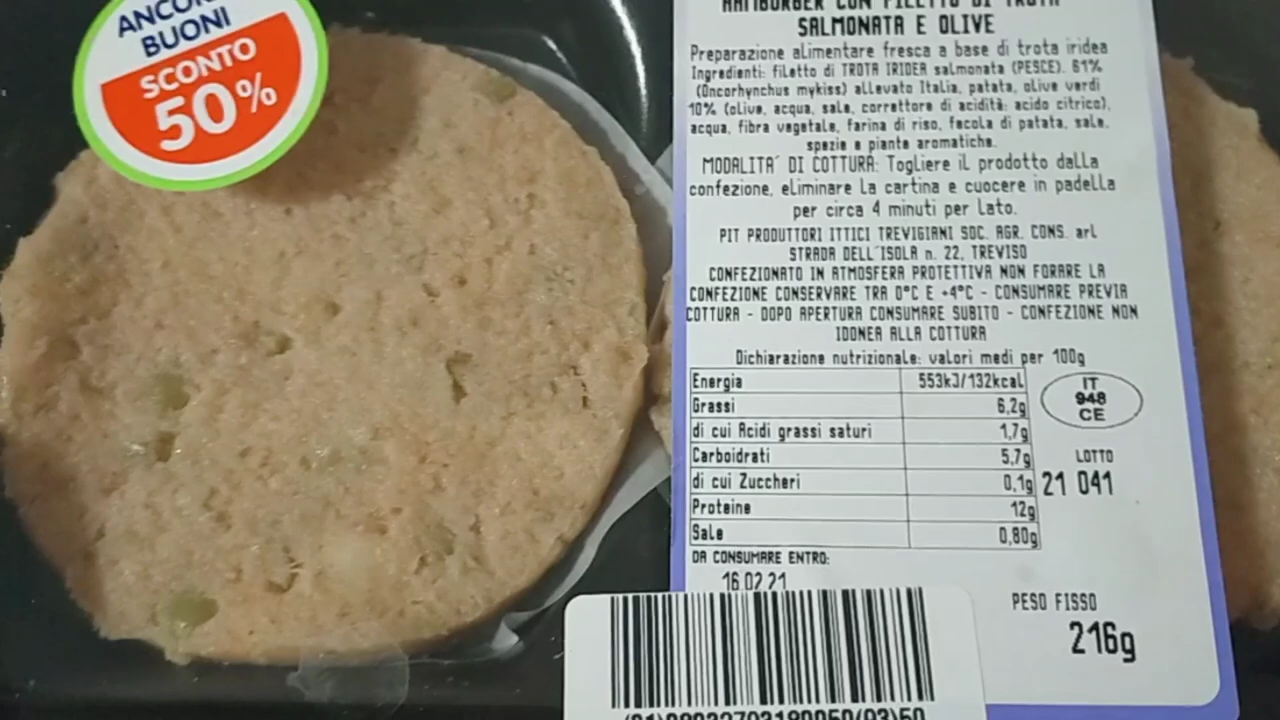 ANCORA
BUONI
SCONTO
50%
HAMBURGER CON FILETTO DI TROTA
SALMONATA E OLIVE
Preparazione alimentare fresca a base di trota iridea
Ingredienti: filetto di TROTA IRIDEA salmonata (PESCE). 61%
(Oncorhynchus mykiss) allevato Italia, patata, olive verdi
10% (olive, acqua, sale, correttore di acidità: acido citrico),
acqua, fibra vegetale, farina di riso, fecola di patata, sale,
spezie e piante aromatiche.
MODALITA' DI COTTURA: Togliere il prodotto dalla
confezione, eliminare la cartina e cuocere in padella
per circa 4 minuti per lato.
PIT PRODUTTORI ITTICI TREVIGIANI SOC. AGR. CONS. arl
STRADA DELL'ISOLA n. 22, TREVISO
CONFEZIONATO IN ATMOSFERA PROTETTIVA NON FORARE LA
CONFEZIONE CONSERVARE TRA 0°C E +4°C - CONSUMARE PREVIA
COTTURA - DOPO APERTURA CONSUMARE SUBITO - CONFEZIONE NON
IDONEA ALLA COTTURA
Dichiarazione nutrizionale: valori medi per 100g
Energia 553kJ/132kcal
Grassi 6,2g
di cui Acidi grassi saturi 1,7g
Carboidrati 5,7g
di cui Zuccheri 0,1g
Proteine 12g
Sale 0,80g
IT
948
CE
LOTTO
21 041
DA CONSUMARE ENTRO:
16.02.21
PESO FISSO
216g